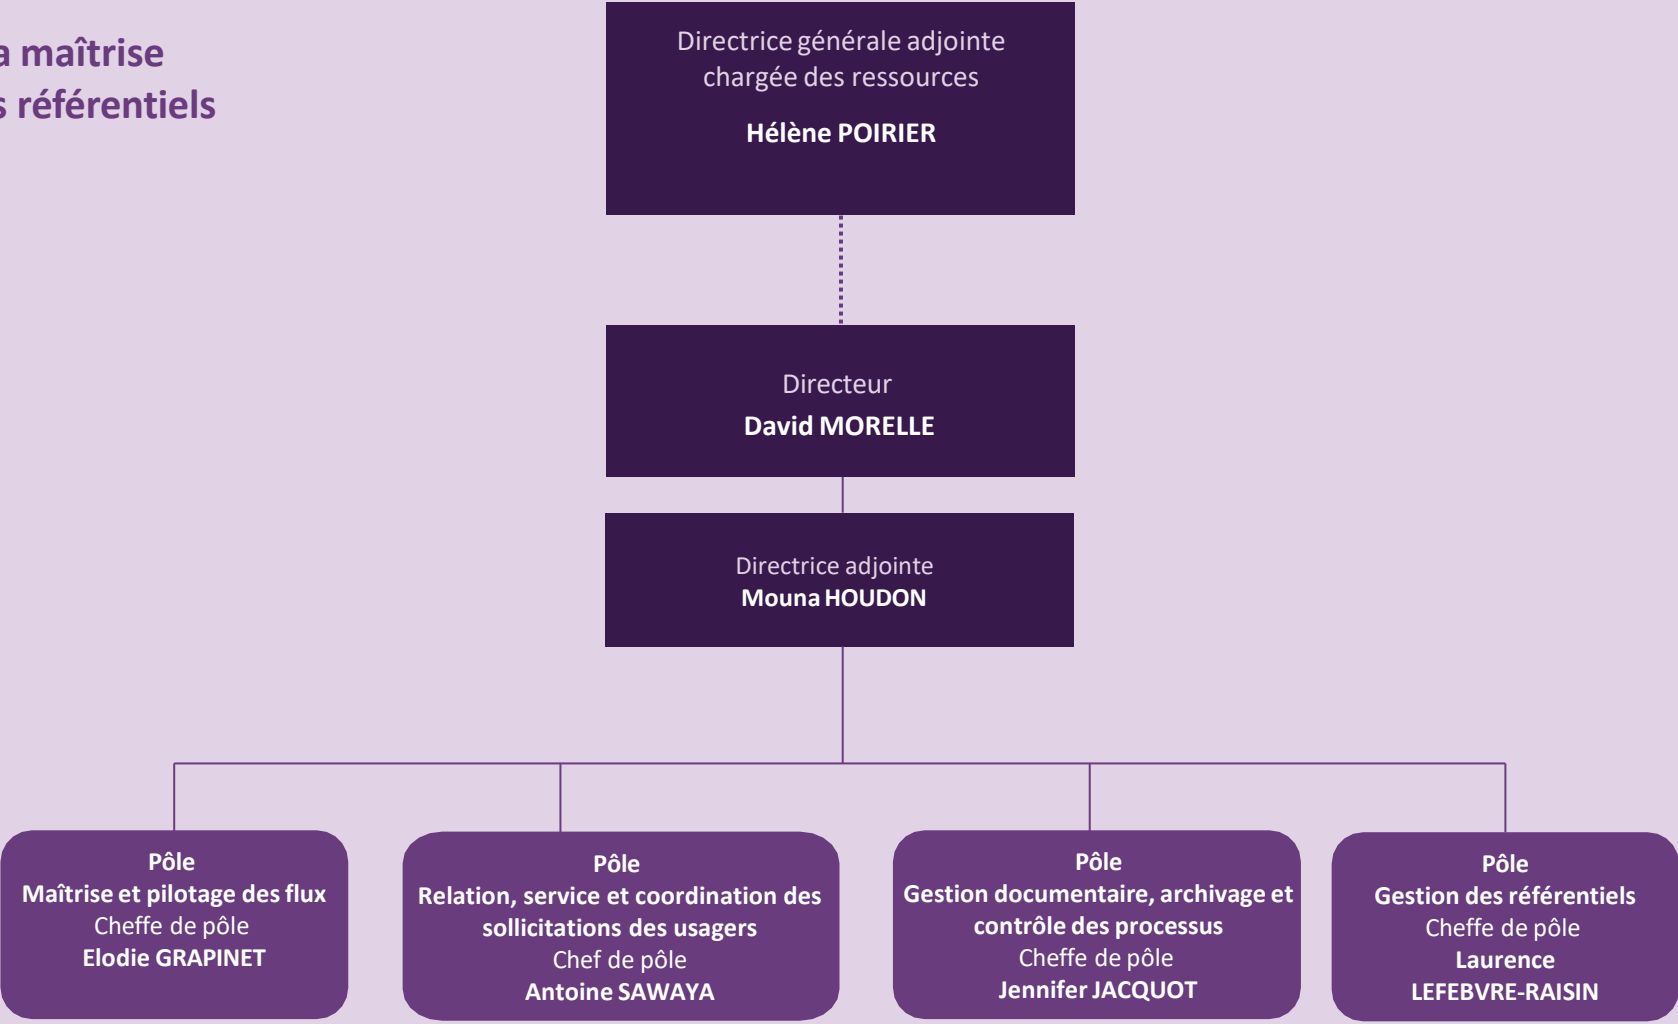 a maîtrise
s référentiels
Directrice générale adjointe
chargée des ressources
Hélène POIRIER
Directeur
David MORELLE
Directrice adjointe
Mouna HOUDON
Pôle
Maîtrise et pilotage des flux
Cheffe de pôle
Elodie GRAPINET
Pôle
Relation, service et coordination des
sollicitations des usagers
Chef de pôle
Antoine SAWAYA
Pôle
Gestion documentaire, archivage et
contrôle des processus
Cheffe de pôle
Jennifer JACQUOT
Pôle
Gestion des référentiels
Cheffe de pôle
Laurence
LEFEBVRE-RAISIN